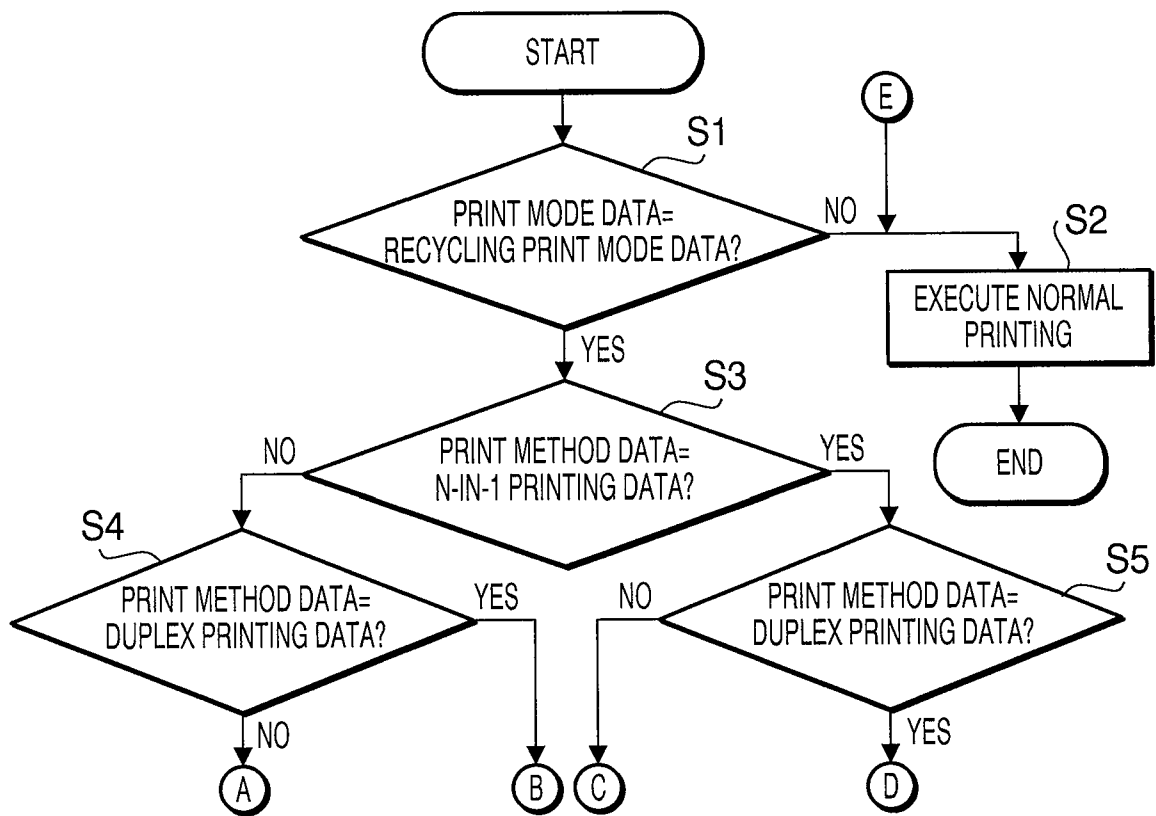 START
E
S1
PRINT MODE DATA=
RECYCLING PRINT MODE DATA?
NO
S2
EXECUTE NORMAL
PRINTING
YES
S3
NO
PRINT METHOD DATA=
N-IN-1 PRINTING DATA?
YES
END
S4
PRINT METHOD DATA=
DUPLEX PRINTING DATA?
YES
NO
PRINT METHOD DATA=
DUPLEX PRINTING DATA?
S5
NO
YES
A
B
C
D